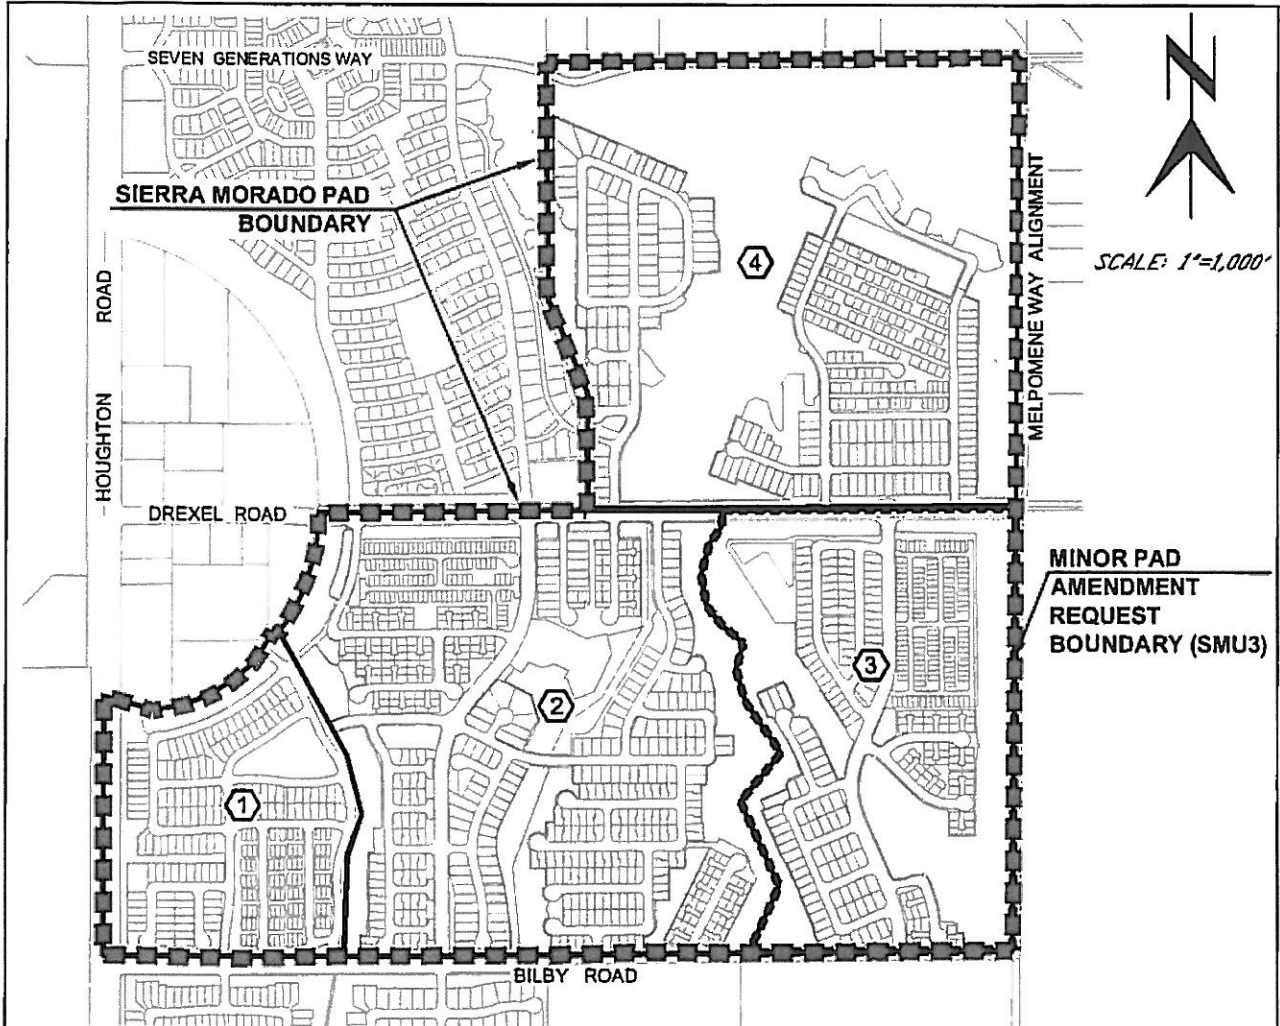 SEVEN GENERATIONS WAY
N
SIERRA MORADO PAD
BOUNDARY
MELPOMENE WAY ALIGNMENT
SCALE: 1"=1,000'
4
HOUGHTON ROAD
DREXEL ROAD
MINOR PAD
AMENDMENT
REQUEST
BOUNDARY (SMU3)
3
2
1
BILBY ROAD